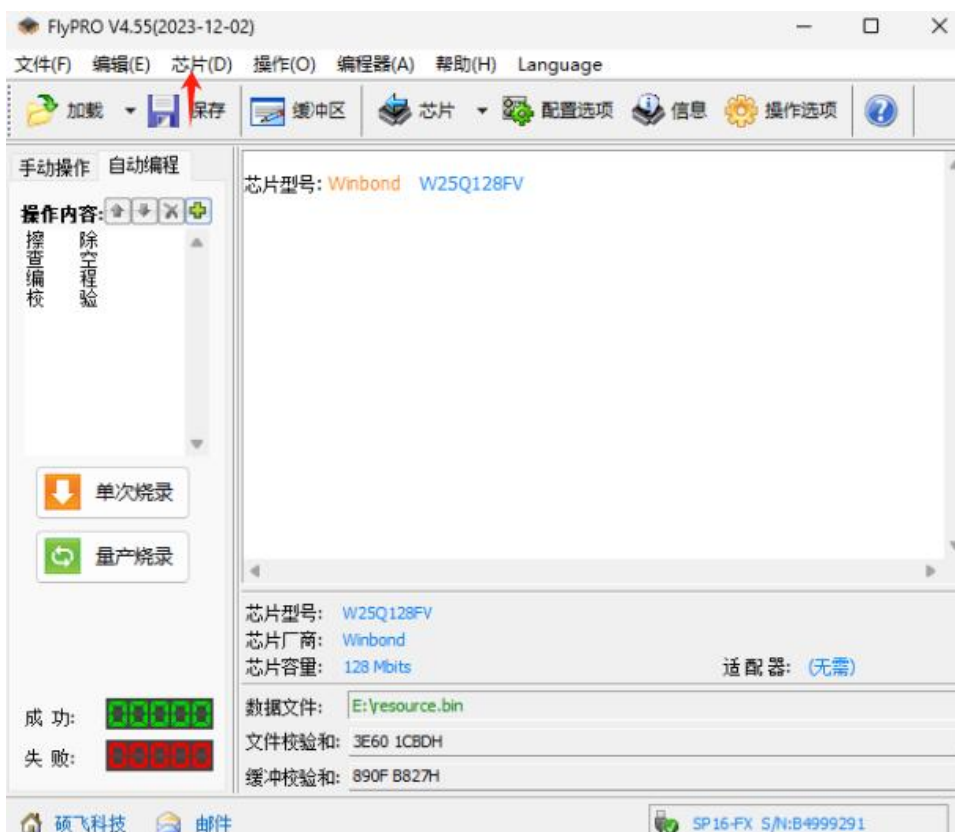 FlyPRO V4.55(2023-12-02)
文件(F) 编辑(E) 芯片(D) 操作(O) 编程器(A) 帮助(H) Language
加载 保存 缓冲区 芯片 配置选项 信息 操作选项
手动操作 自动编程
芯片型号: Winbond W25Q128FV
操作内容:
擦 除
查 空
编 程
校 验
单次烧录
量产烧录
芯片型号: W25Q128FV
芯片厂商: Winbond
芯片容量: 128 Mbits 适配器: (无需)
数据文件: E:\resource.bin
成 功:
文件校验和: 3E60 1CBDH
失 败:
缓冲校验和: 890F B827H
硕飞科技 邮件 SP16-FX S/N:B4999291